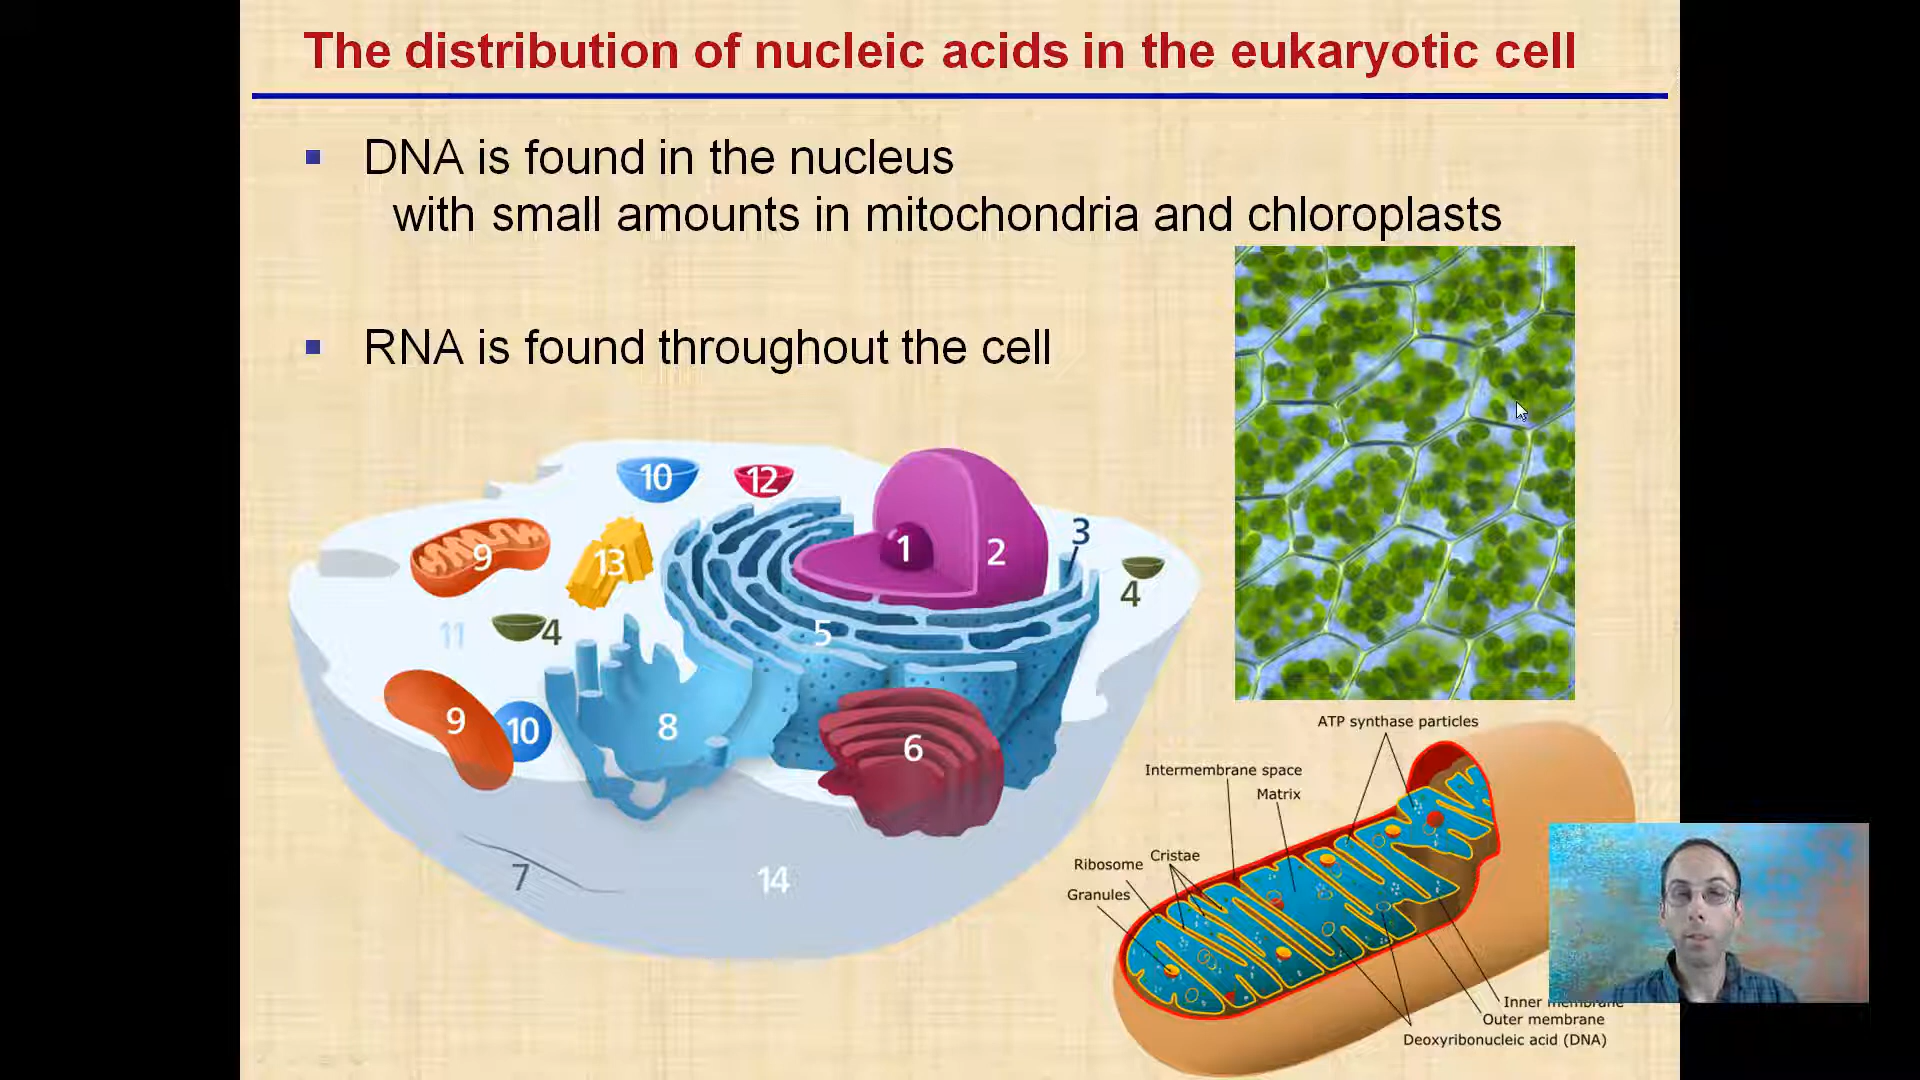 The distribution of nucleic acids in the eukaryotic cell
DNA is found in the nucleus
with small amounts in mitochondria and chloroplasts
RNA is found throughout the cell
10
12
9
13
1
2
3
4
11
4
5
9
10
8
6
7
14
ATP synthase particles
Intermembrane space
Matrix
Ribosome
Cristae
Granules
Inner membrane
Outer membrane
Deoxyribonucleic acid (DNA)